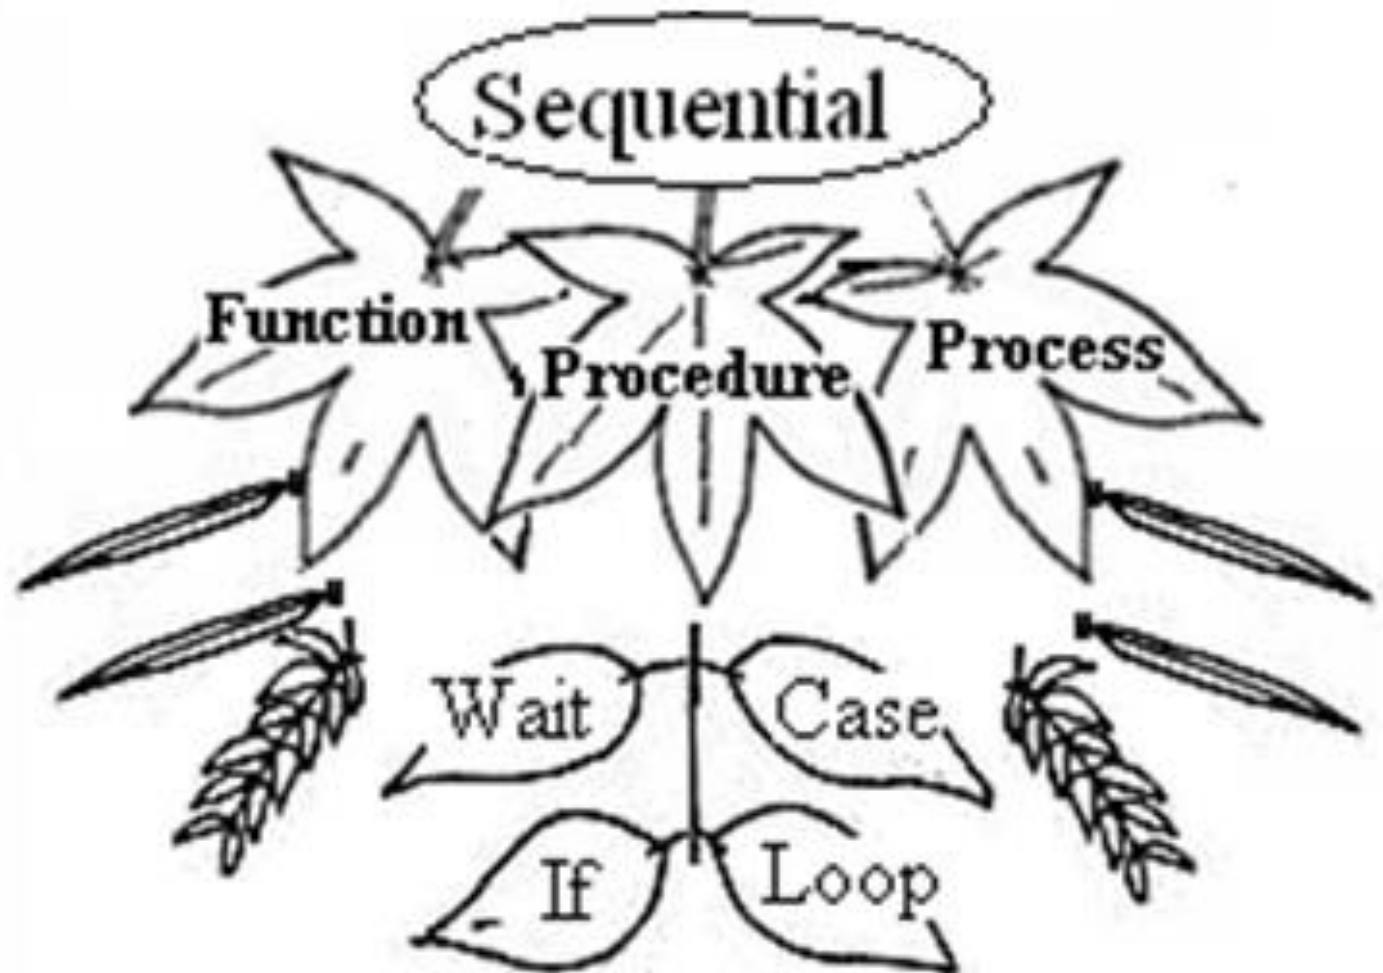 Sequential
Function
Procedure
Process
Wait
Case
If
Loop